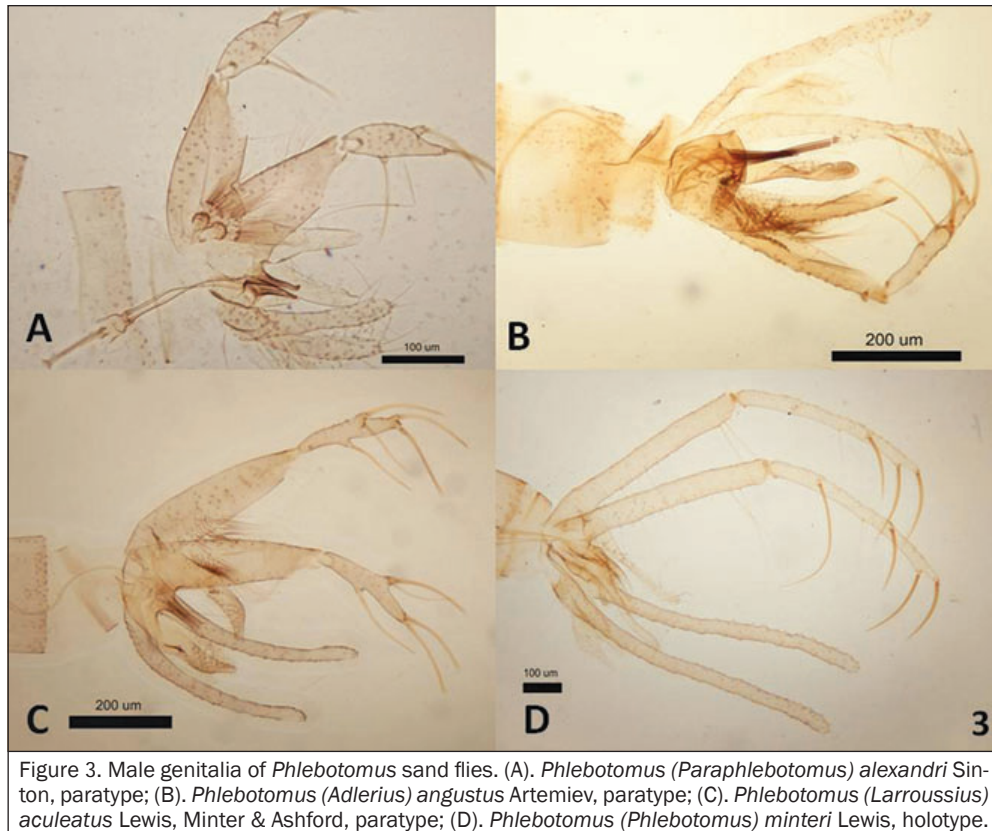 A
100 um
B
200 um
C
200 um
D
100 um
3
Figure 3. Male genitalia of Phlebotomus sand flies. (A). Phlebotomus (Paraphlebotomus) alexandri Sin-
ton, paratype; (B). Phlebotomus (Adlerius) angustus Artemiev, paratype; (C). Phlebotomus (Larroussius)
aculeatus Lewis, Minter & Ashford, paratype; (D). Phlebotomus (Phlebotomus) minteri Lewis, holotype.